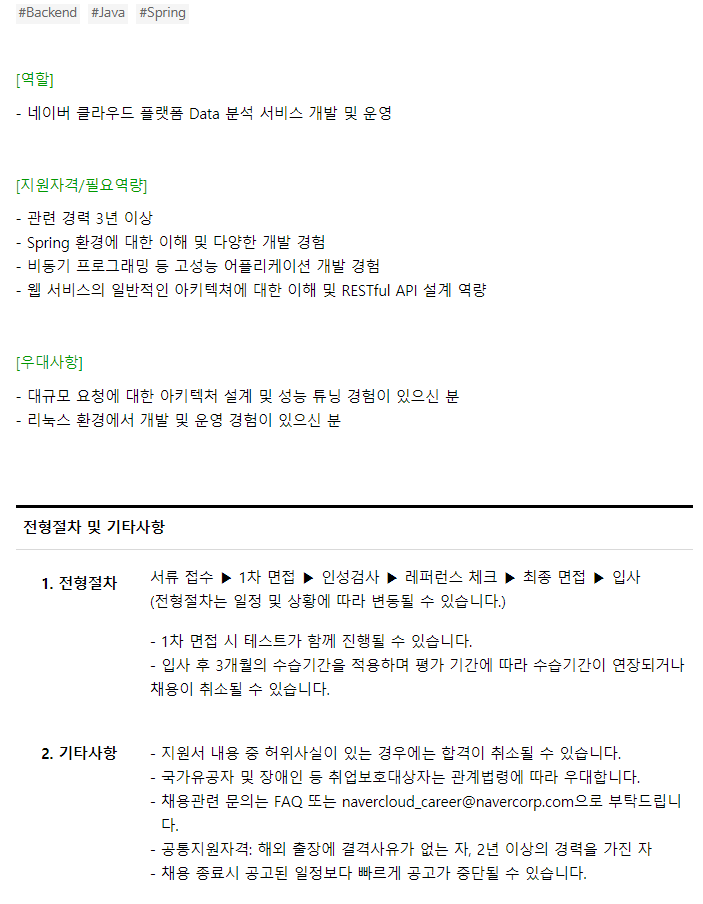 #Backend #Java #Spring
[역할]
- 네이버 클라우드 플랫폼 Data 분석 서비스 개발 및 운영
[지원자격/필요역량]
- 관련 경력 3년 이상
- Spring 환경에 대한 이해 및 다양한 개발 경험
- 비동기 프로그래밍 등 고성능 어플리케이션 개발 경험
- 웹 서비스의 일반적인 아키텍쳐에 대한 이해 및 RESTful API 설계 역량
[우대사항]
- 대규모 요청에 대한 아키텍처 설계 및 성능 튜닝 경험이 있으신 분
- 리눅스 환경에서 개발 및 운영 경험이 있으신 분
전형절차 및 기타사항
1. 전형절차
서류 접수 ▶ 1차 면접 ▶ 인성검사 ▶ 레퍼런스 체크 ▶ 최종 면접 ▶ 입사
(전형절차는 일정 및 상황에 따라 변동될 수 있습니다.)
- 1차 면접 시 테스트가 함께 진행될 수 있습니다.
- 입사 후 3개월의 수습기간을 적용하며 평가 기간에 따라 수습기간이 연장되거나
채용이 취소될 수 있습니다.
2. 기타사항
- 지원서 내용 중 허위사실이 있는 경우에는 합격이 취소될 수 있습니다.
- 국가유공자 및 장애인 등 취업보호대상자는 관계법령에 따라 우대합니다.
- 채용관련 문의는 FAQ 또는 navercloud_career@navercorp.com으로 부탁드립니
다.
- 공통지원자격: 해외 출장에 결격사유가 없는 자, 2년 이상의 경력을 가진 자
- 채용 종료시 공고된 일정보다 빠르게 공고가 중단될 수 있습니다.